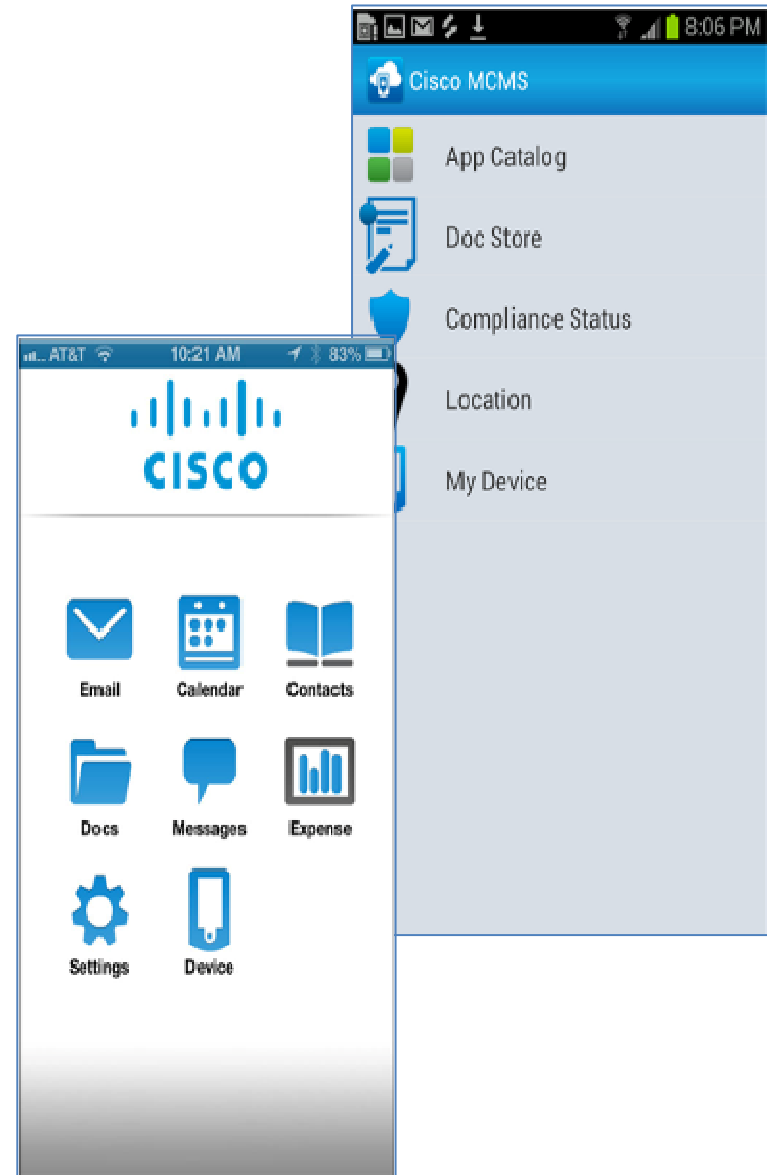 8:06 PM
Cisco MCMS
App Catalog
Doc Store
Compliance Status
Location
My Device
AT&T 10:21 AM 83%
CISCO
Email Calendar Contacts
Docs Messages iExpense
Settings Device